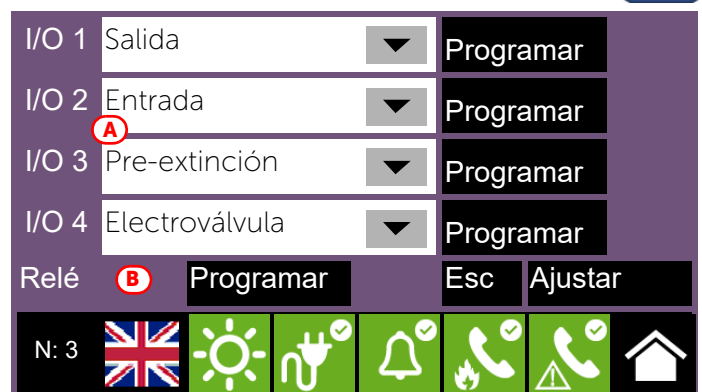 I/O 1 Salida Programar
I/O 2 Entrada Programar
A
I/O 3 Pre-extinción Programar
I/O 4 Electroválvula Programar
Relé B Programar Esc Ajustar
N: 3